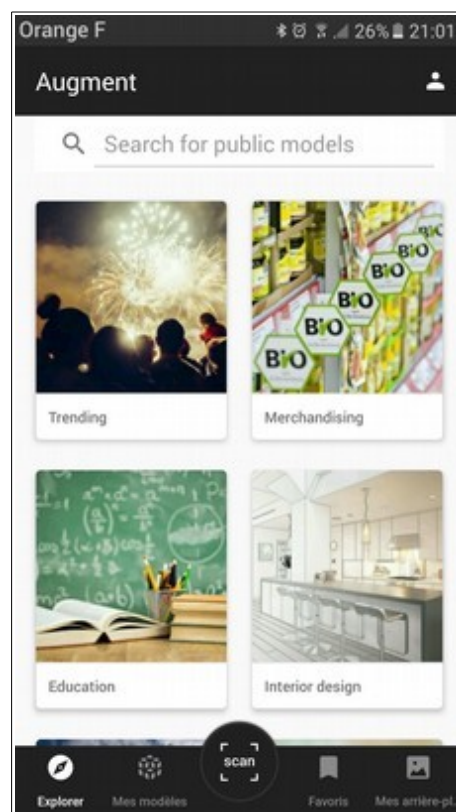 Orange F 26% 21:01
Augment
Search for public models
BIO
BIO
BIO
BIO
BIO
Trending
Merchandising
Education
Interior design
scan
Explorer Mes modèles Favoris Mes arrière-pl.